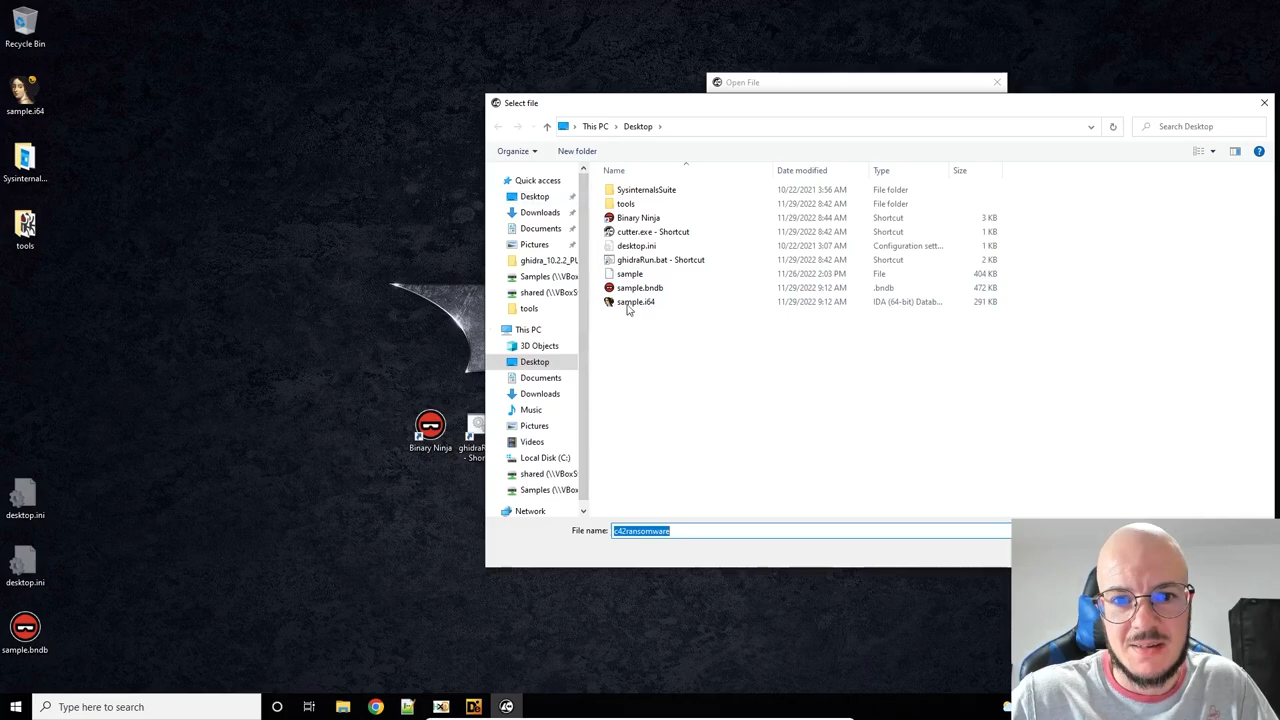 Recycle Bin
sample.i64
Sysinternal...
tools
desktop.ini
desktop.ini
sample.bndb
Binary Ninja
ghidraR
- Shor
Open File
Select file
This PC
Desktop
Search Desktop
Organize
New folder
Quick access
Desktop
Downloads
Documents
Pictures
ghidra_10.2.2_PU
Samples (\\VBox
shared (\\VBoxS
tools
This PC
3D Objects
Desktop
Documents
Downloads
Music
Pictures
Videos
Local Disk (C:)
shared (\\VBoxS
Samples (\\VBox
Network
Name Date modified Type Size
SysinternalsSuite 10/22/2021 3:56 AM File folder
tools 11/29/2022 8:42 AM File folder
Binary Ninja 11/29/2022 8:44 AM Shortcut 3 KB
cutter.exe - Shortcut 11/29/2022 8:42 AM Shortcut 1 KB
desktop.ini 10/22/2021 3:07 AM Configuration sett... 1 KB
ghidraRun.bat - Shortcut 11/29/2022 8:42 AM Shortcut 2 KB
sample 11/26/2022 2:03 PM File 404 KB
sample.bndb 11/29/2022 9:12 AM .bndb 472 KB
sample.i64 11/29/2022 9:12 AM IDA (64-bit) Datab... 291 KB
File name: c42ransomware
Type here to search